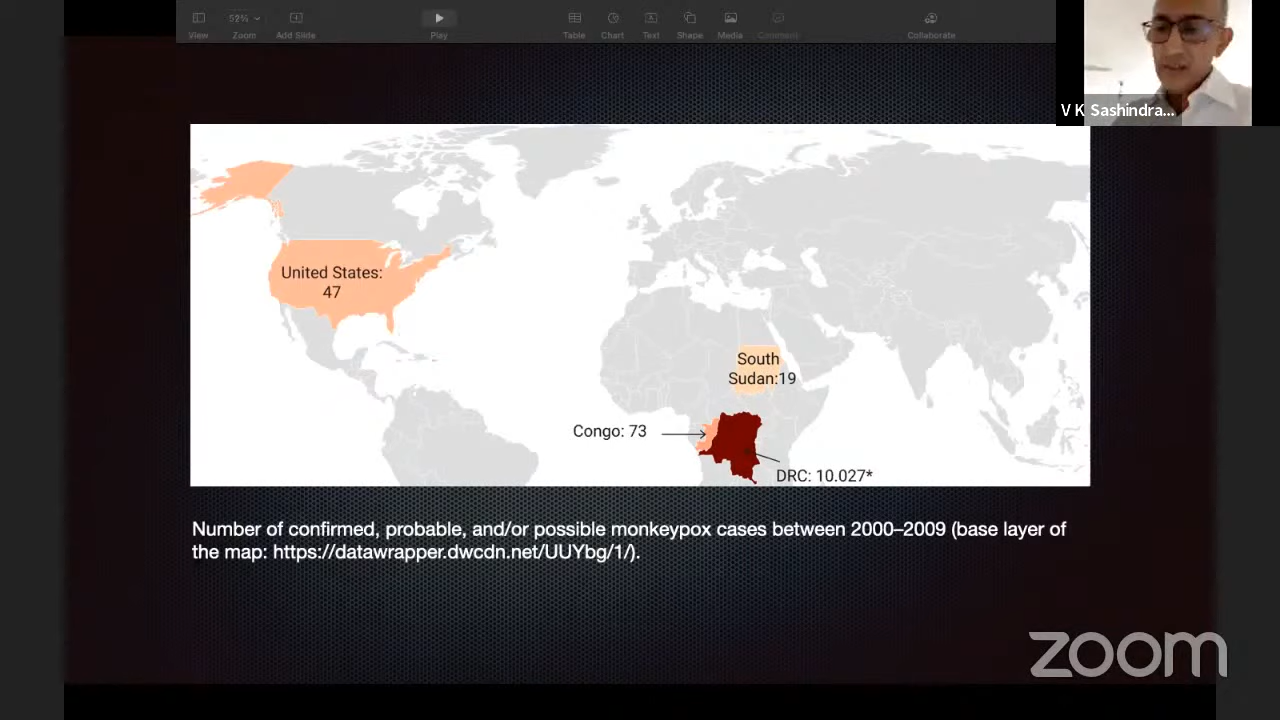 View
59%
Zoom
Add Slide
Play
Table
Chart
Text
Shape
Media
Comment
Collaborate
V K Sashindra...
United States:
47
South
Sudan:19
Congo: 73
DRC: 10.027*
Number of confirmed, probable, and/or possible monkeypox cases between 2000–2009 (base layer of
the map: https://datawrapper.dwcdn.net/UUYbg/1/).
zoom